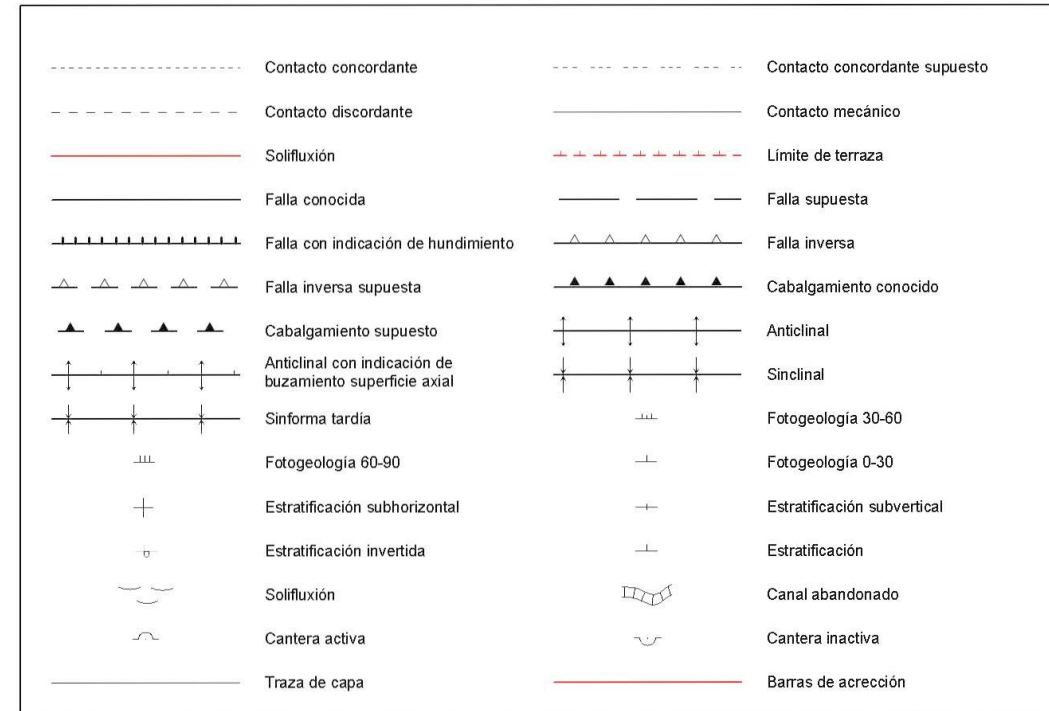 Contacto concordante
Contacto concordante supuesto
Contacto discordante
Contacto mecánico
Solifluxión
Límite de terraza
Falla conocida
Falla supuesta
Falla con indicación de hundimiento
Falla inversa
Falla inversa supuesta
Cabalgamiento conocido
Cabalgamiento supuesto
Anticlinal
Anticlinal con indicación de
buzamiento superficie axial
Sinclinal
Sinforma tardía
Fotogeología 30-60
Fotogeología 60-90
Fotogeología 0-30
Estratificación subhorizontal
Estratificación subvertical
Estratificación invertida
Estratificación
Solifluxión
Canal abandonado
Cantera activa
Cantera inactiva
Traza de capa
Barras de acrección